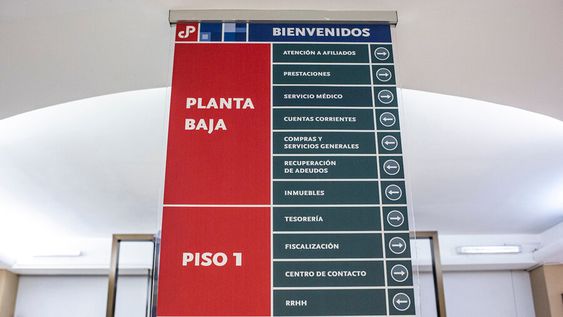 cP BIENVENIDOS
PLANTA
BAJA
ATENCIÓN A AFILIADOS
PRESTACIONES
SERVICIO MÉDICO
CUENTAS CORRIENTES
COMPRAS Y
SERVICIOS GENERALES
RECUPERACIÓN
DE ADEUDOS
INMUEBLES
PISO 1
TESORERÍA
FISCALIZACIÓN
CENTRO DE CONTACTO
RRHH